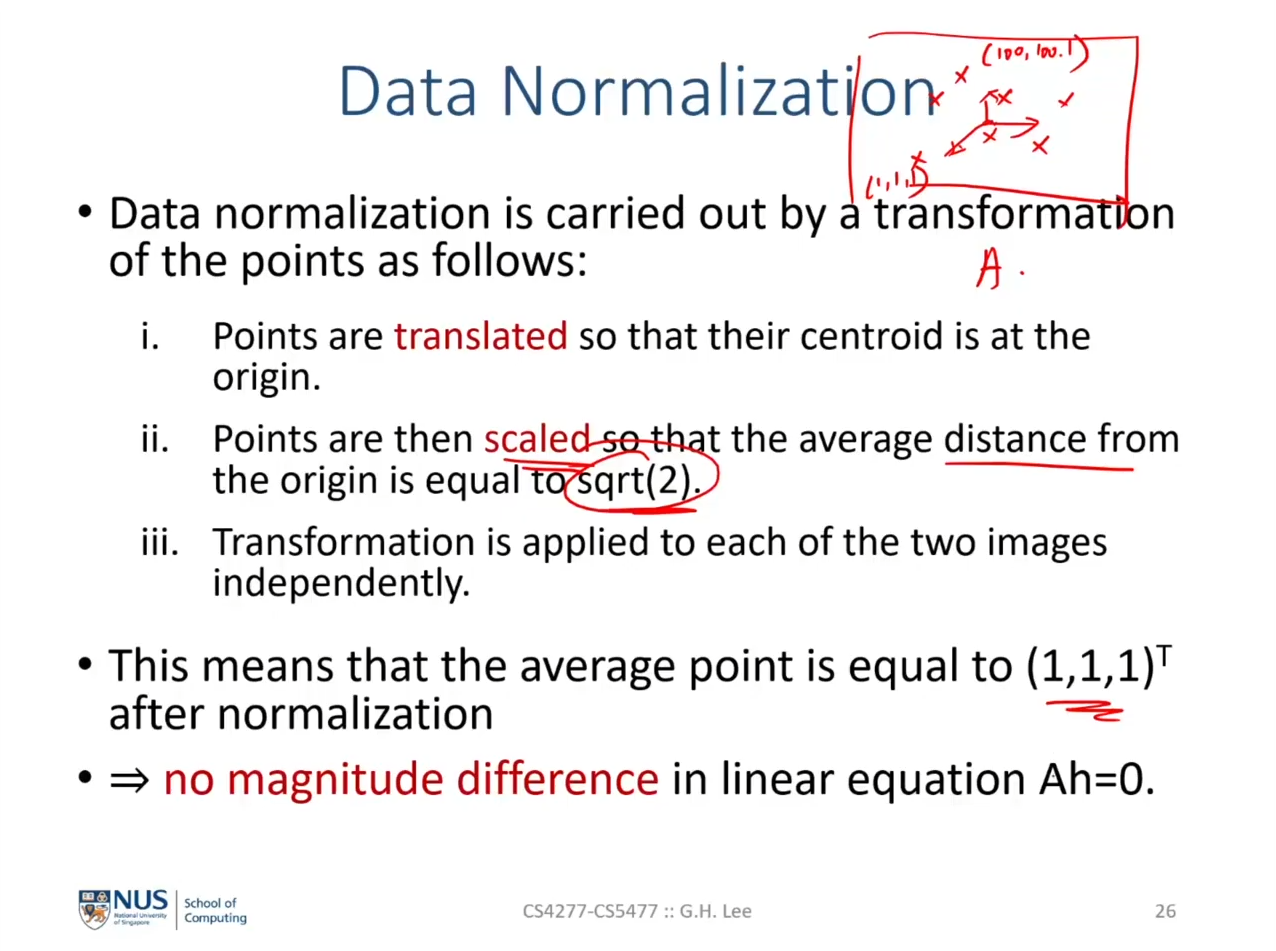 Data Normalization
(100, 100.1)
(1,1,1)
• Data normalization is carried out by a transformation
of the points as follows:
A .
i. Points are translated so that their centroid is at the
origin.
ii. Points are then scaled so that the average distance from
the origin is equal to sqrt(2).
iii. Transformation is applied to each of the two images
independently.
• This means that the average point is equal to (1,1,1)ᵀ
after normalization
• ⇒ no magnitude difference in linear equation Ah=0.
NUS
National University
of Singapore
School of
Computing
CS4277-CS5477 :: G.H. Lee
26